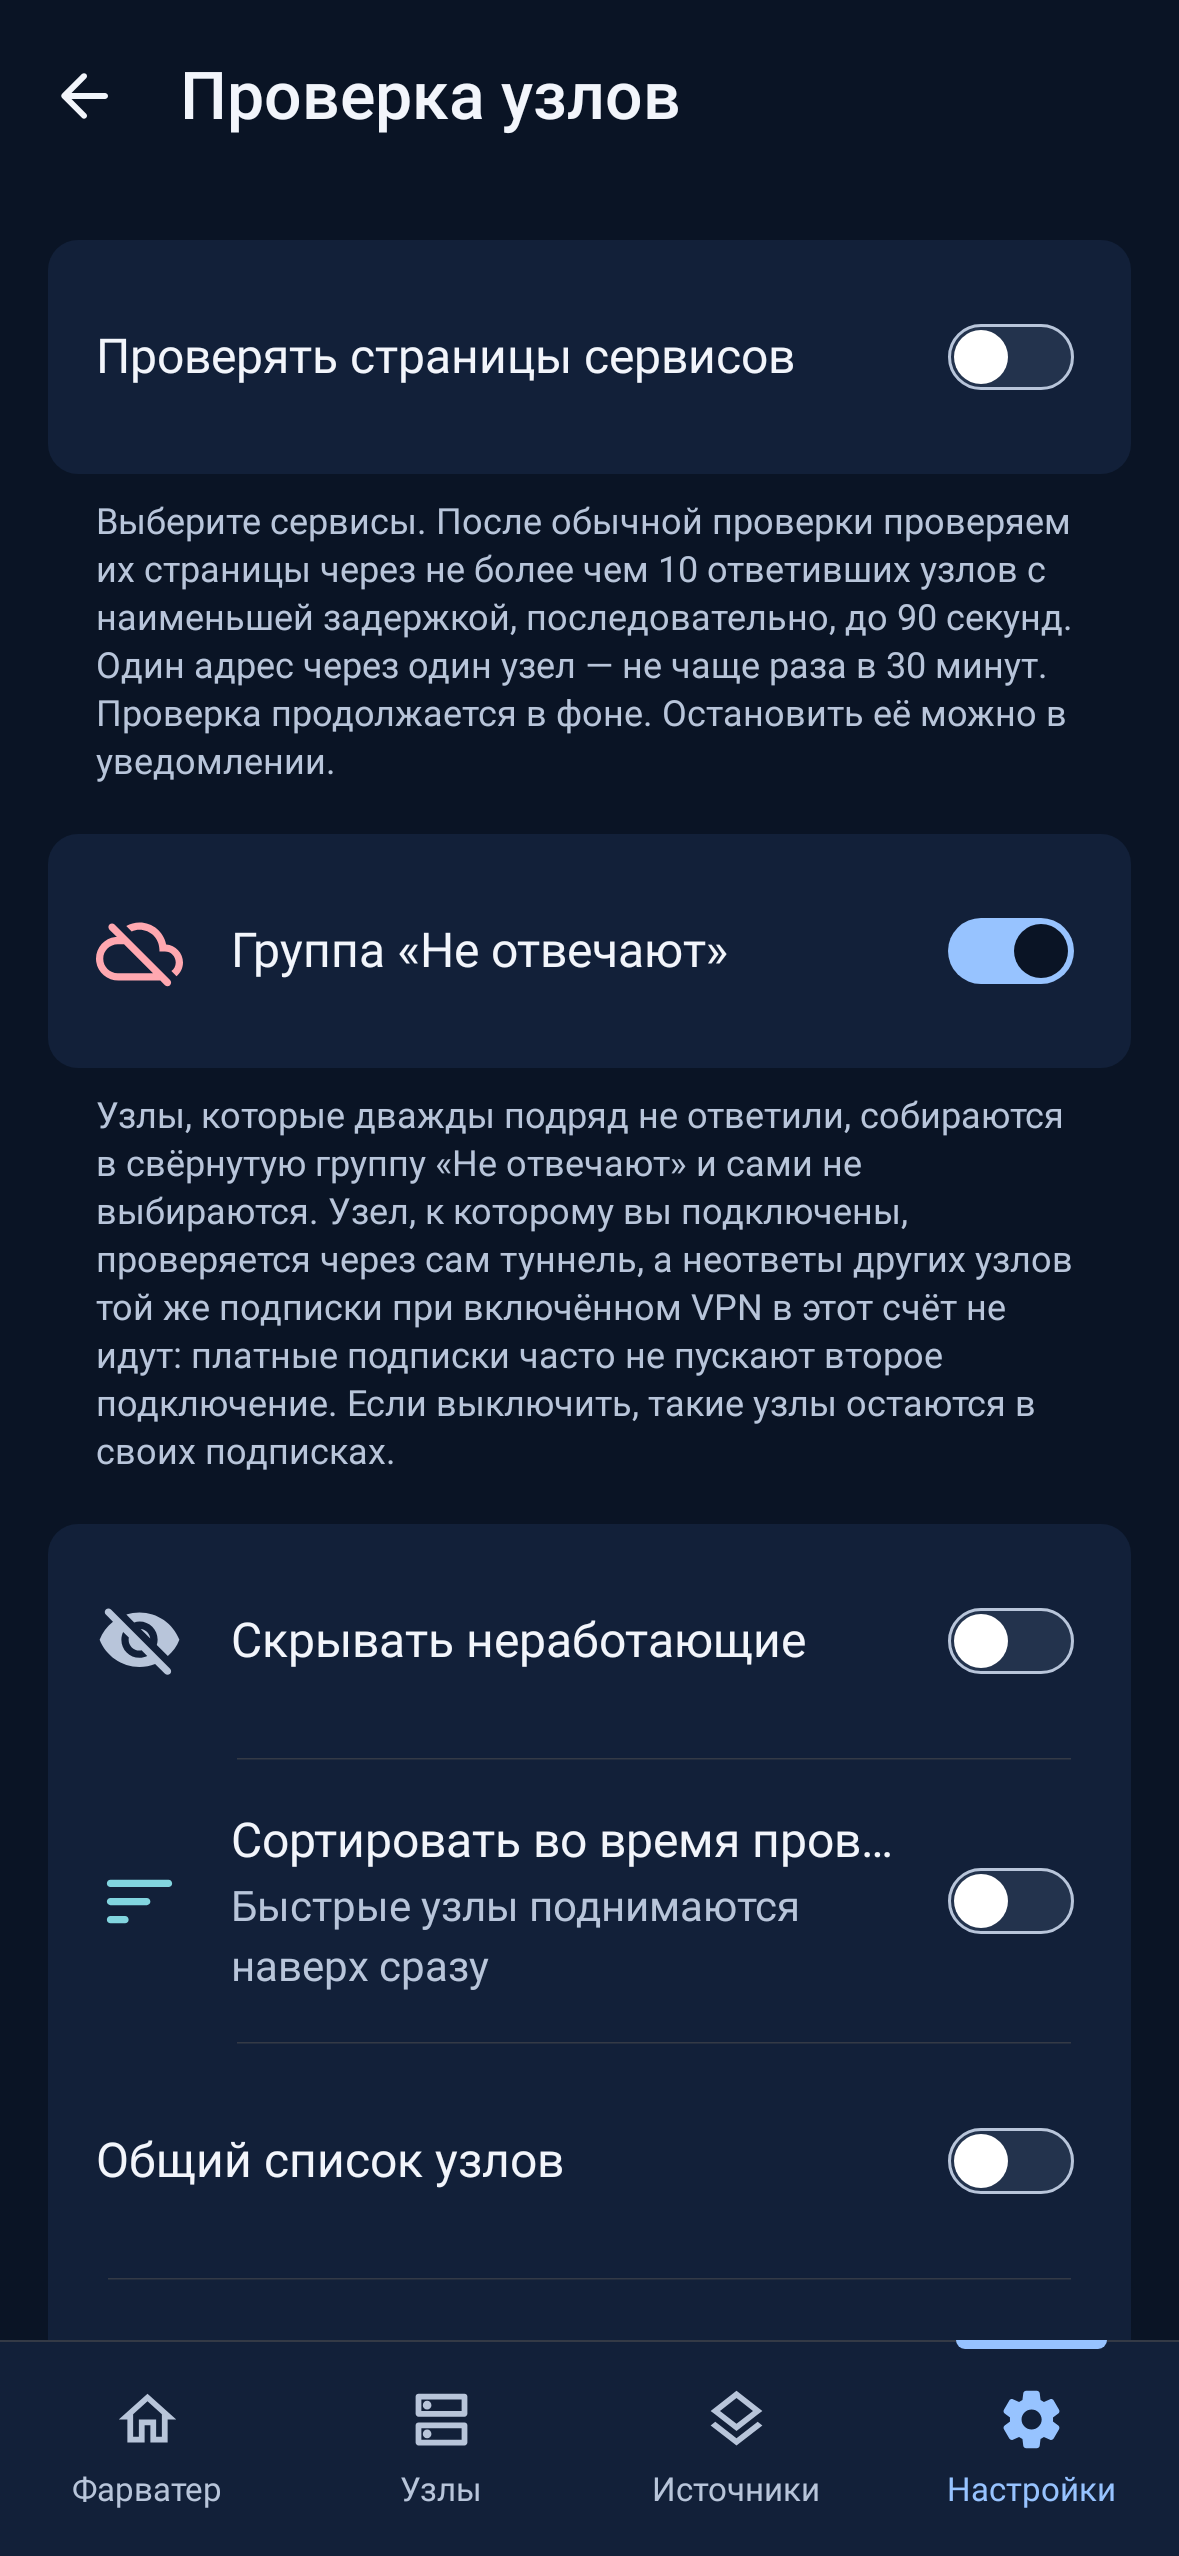 Проверка узлов
Проверять страницы сервисов
Выберите сервисы. После обычной проверки проверяем
их страницы через не более чем 10 ответивших узлов с
наименьшей задержкой, последовательно, до 90 секунд.
Один адрес через один узел — не чаще раза в 30 минут.
Проверка продолжается в фоне. Остановить её можно в
уведомлении.
Группа «Не отвечают»
Узлы, которые дважды подряд не ответили, собираются
в свёрнутую группу «Не отвечают» и сами не
выбираются. Узел, к которому вы подключены,
проверяется через сам туннель, а неответы других узлов
той же подписки при включённом VPN в этот счёт не
идут: платные подписки часто не пускают второе
подключение. Если выключить, такие узлы остаются в
своих подписках.
Скрывать неработающие
Сортировать во время пров...
Быстрые узлы поднимаются
наверх сразу
Общий список узлов
Фарватер
Узлы
Источники
Настройки